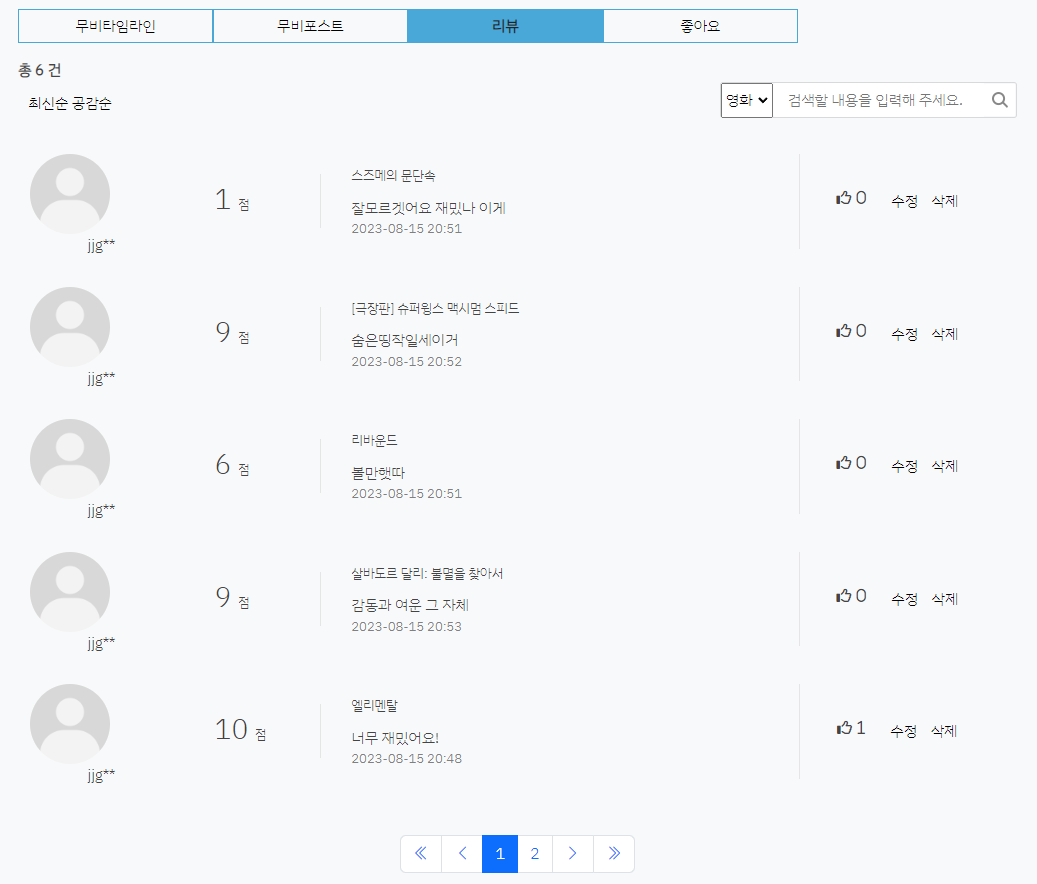 무비타임라인 무비포스트 리뷰 좋아요
총 6 건
최신순 공감순
영화 검색할 내용을 입력해 주세요.
jjg**
1 점
스즈메의 문단속
잘모르겟어요 재밌나 이게
2023-08-15 20:51
0 수정 삭제
jjg**
9 점
[극장판] 슈퍼윙스 맥시멈 스피드
숨은띵작일세이거
2023-08-15 20:52
0 수정 삭제
jjg**
6 점
리바운드
볼만햇따
2023-08-15 20:51
0 수정 삭제
jjg**
9 점
살바도르 달리: 불멸을 찾아서
감동과 여운 그 자체
2023-08-15 20:53
0 수정 삭제
jjg**
10 점
엘리멘탈
너무 재밌어요!
2023-08-15 20:48
1 수정 삭제
1 2